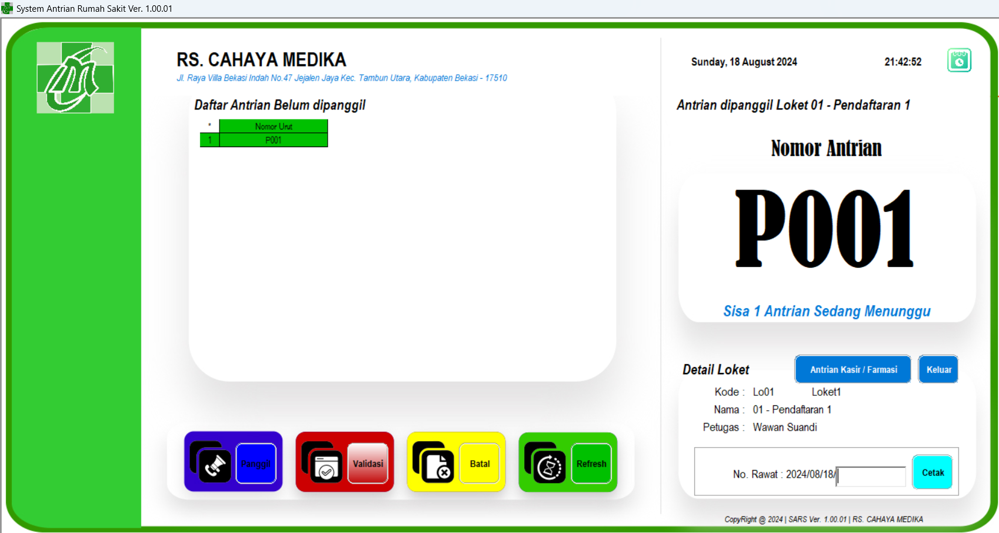 System Antrian Rumah Sakit Ver. 1.00.01
RS. CAHAYA MEDIKA
Jl. Raya Villa Bekasi Indah No.47 Jejalen Jaya Kec. Tambun Utara, Kabupaten Bekasi - 17510
Sunday, 18 August 2024 21:42:52
Daftar Antrian Belum dipanggil
* Nomor Urut
1 P001
Panggil
Validasi
Batal
Refresh
Antrian dipanggil Loket 01 - Pendaftaran 1
Nomor Antrian
P001
Sisa 1 Antrian Sedang Menunggu
Detail Loket
Antrian Kasir / Farmasi
Keluar
Kode : Lo01 Loket1
Nama : 01 - Pendaftaran 1
Petugas : Wawan Suandi
No. Rawat : 2024/08/18/
Cetak
CopyRight @ 2024 | SARS Ver. 1.00.01 | RS. CAHAYA MEDIKA